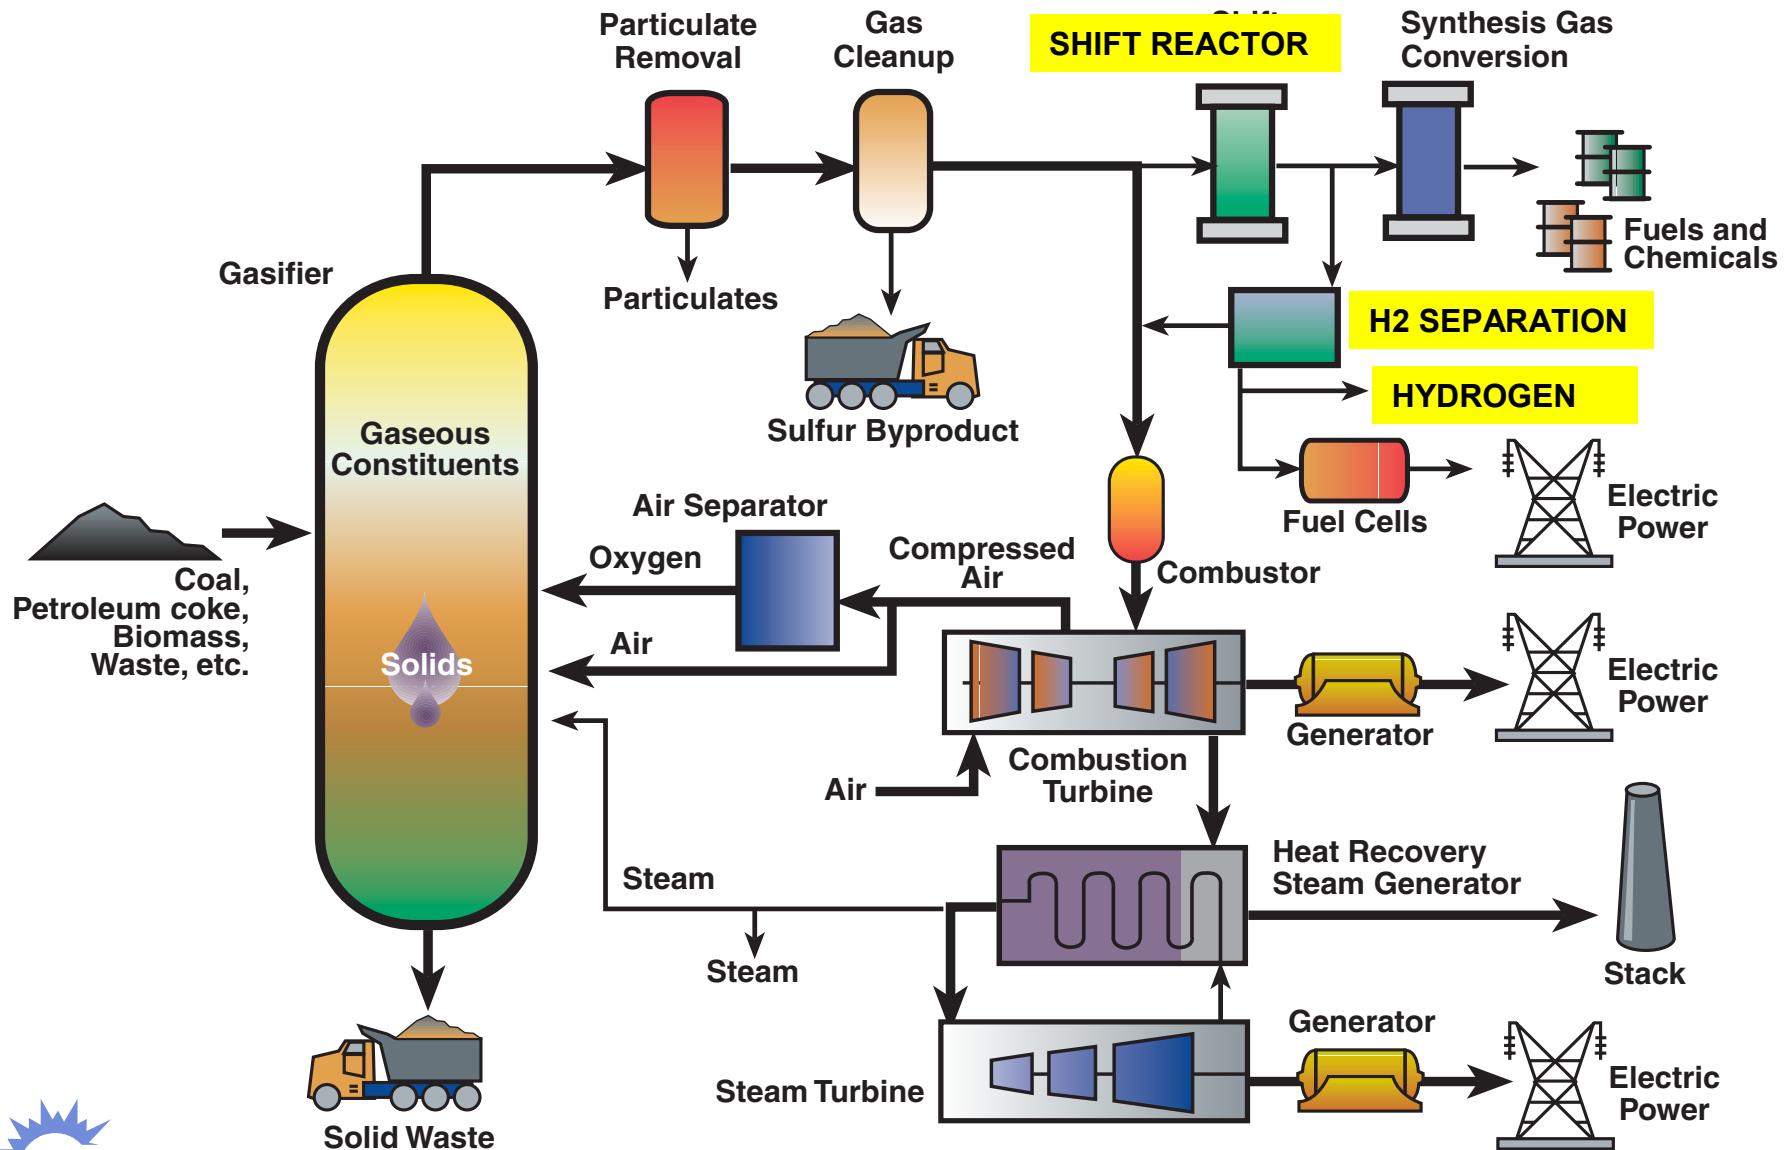 Particulate
Removal
Gas
Cleanup
SHIFT REACTOR
Synthesis Gas
Conversion
Fuels and
Chemicals
Gasifier
Particulates
H2 SEPARATION
HYDROGEN
Sulfur Byproduct
Gaseous
Constituents
Fuel Cells
Electric
Power
Air Separator
Oxygen
Compressed
Air
Combustor
Coal,
Petroleum coke,
Biomass,
Waste, etc.
Air
Solids
Electric
Power
Generator
Air
Combustion
Turbine
Heat Recovery
Steam Generator
Steam
Steam
Stack
Generator
Steam Turbine
Electric
Power
Solid Waste